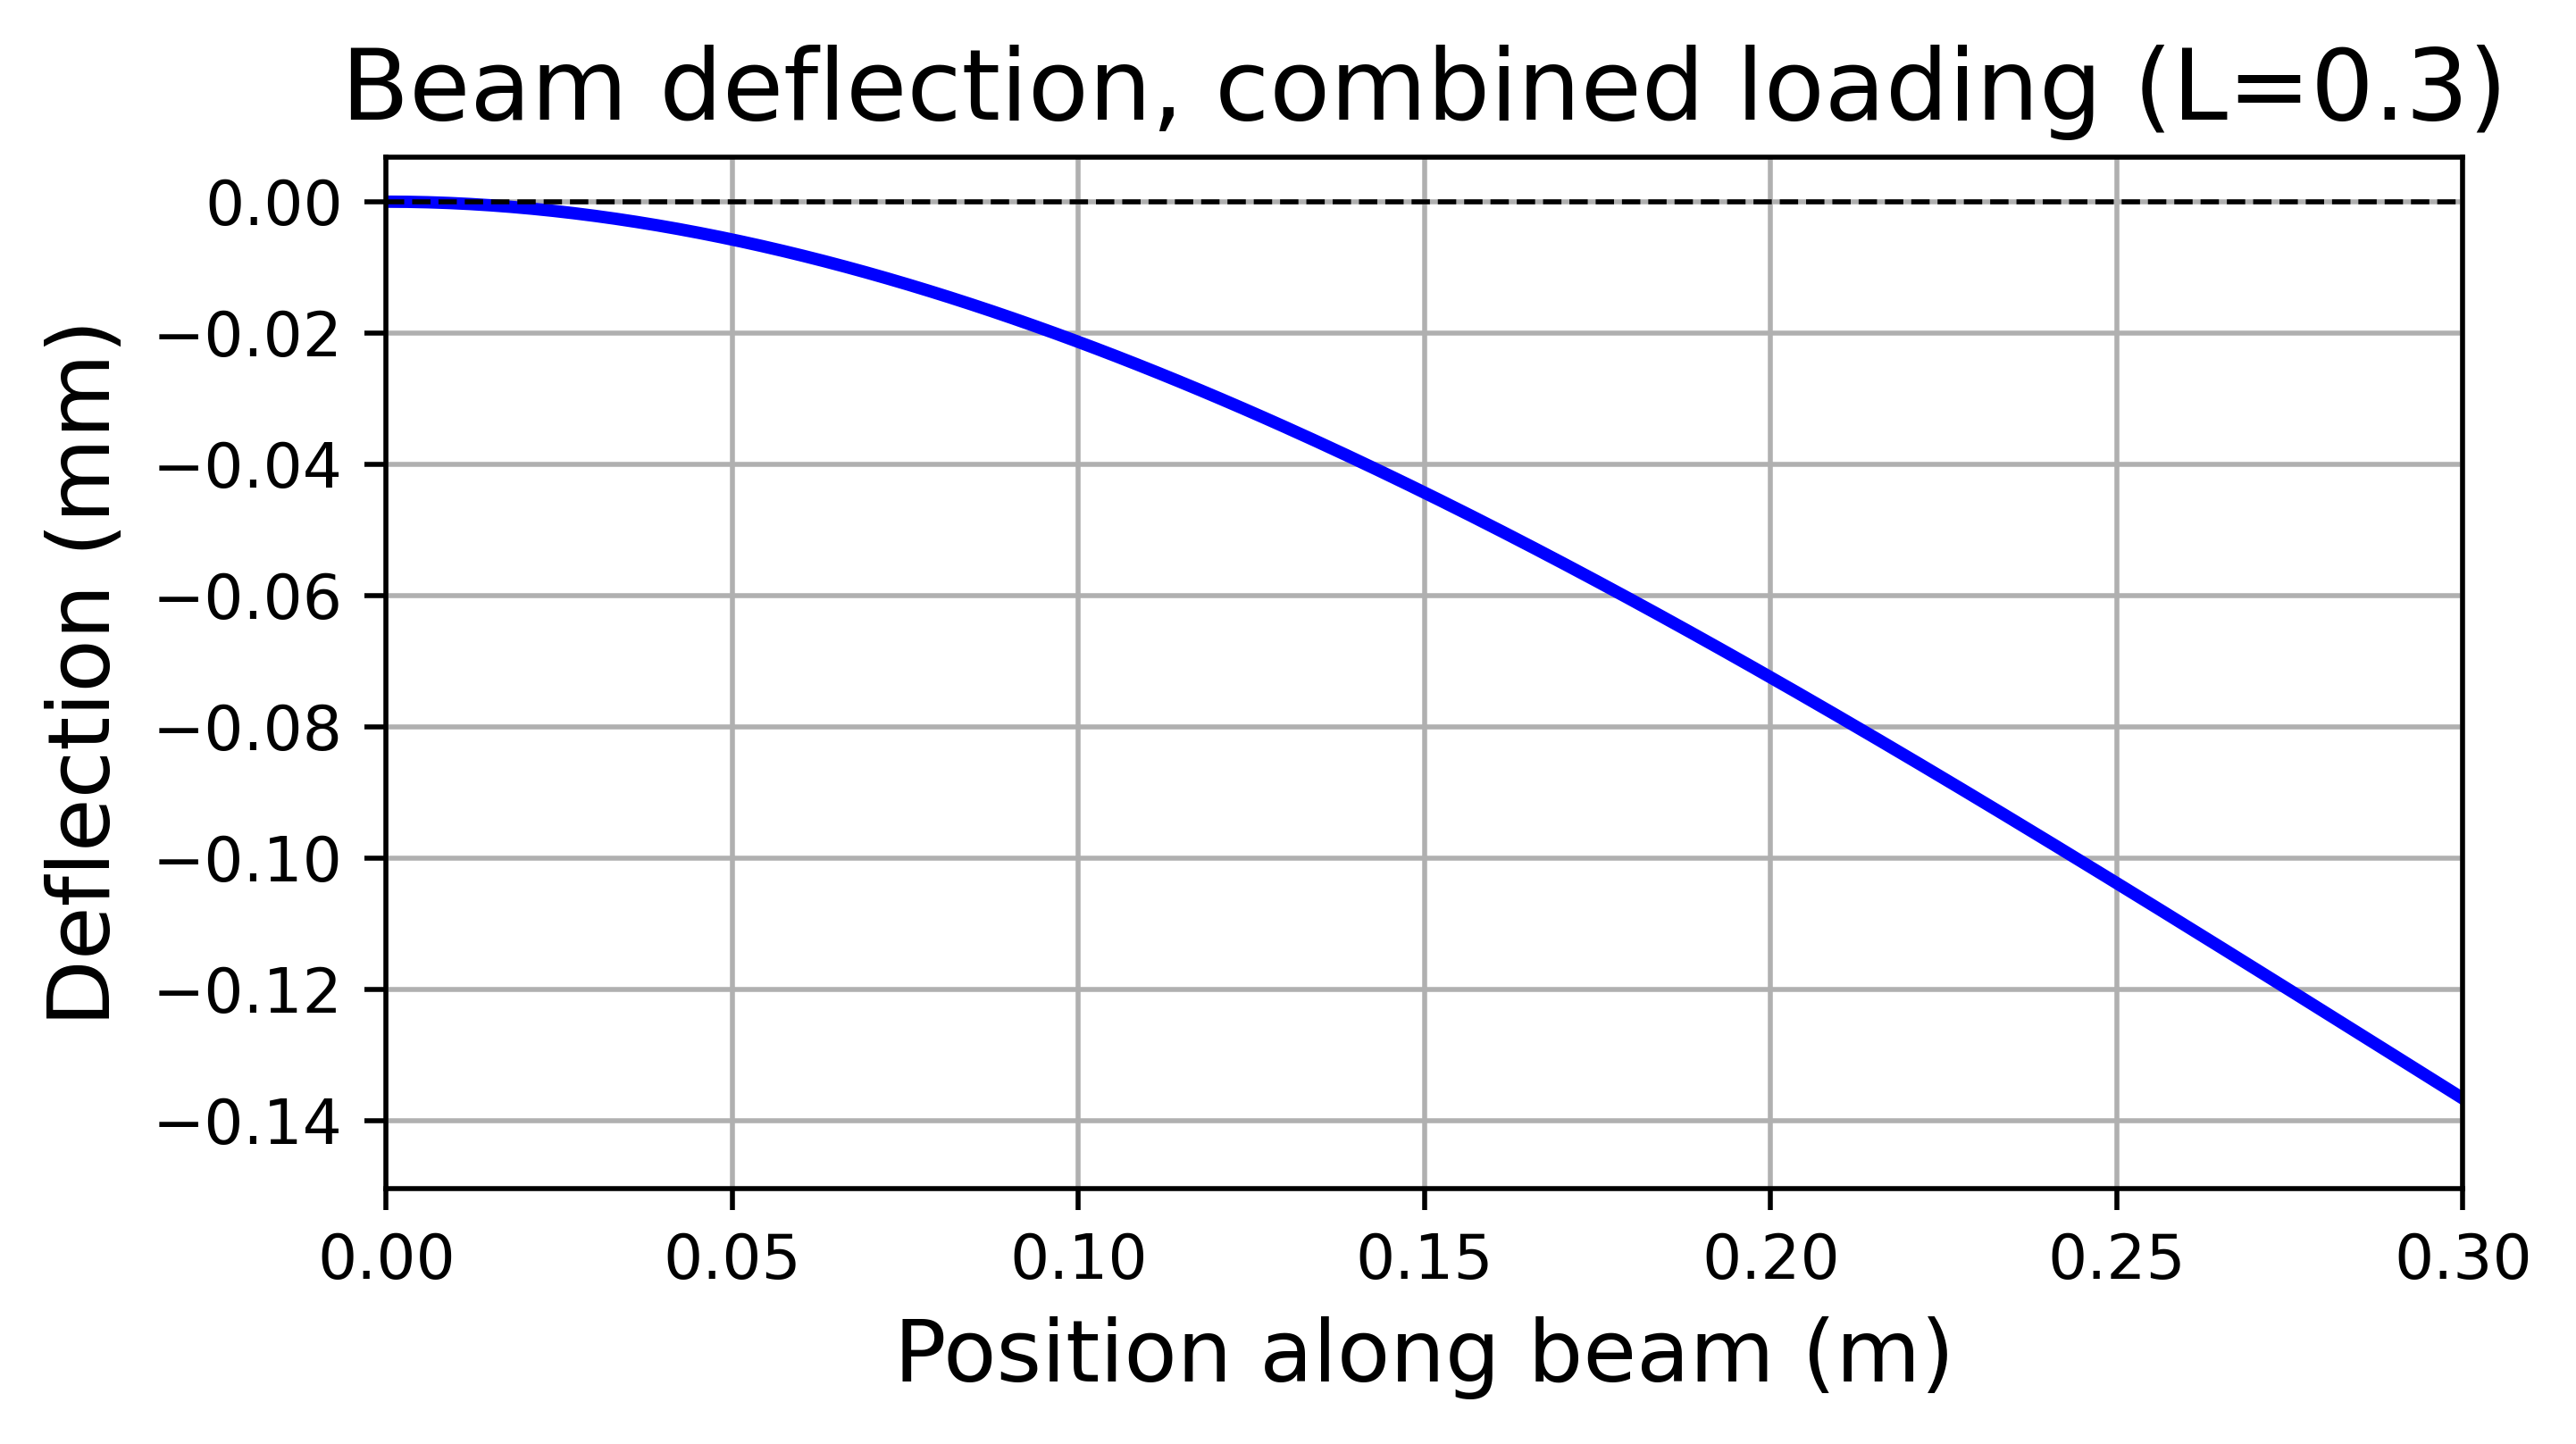 Beam deflection, combined loading (L=0.3)
Deflection (mm)
0.00
−0.02
−0.04
−0.06
−0.08
−0.10
−0.12
−0.14
0.00 0.05 0.10 0.15 0.20 0.25 0.30
Position along beam (m)